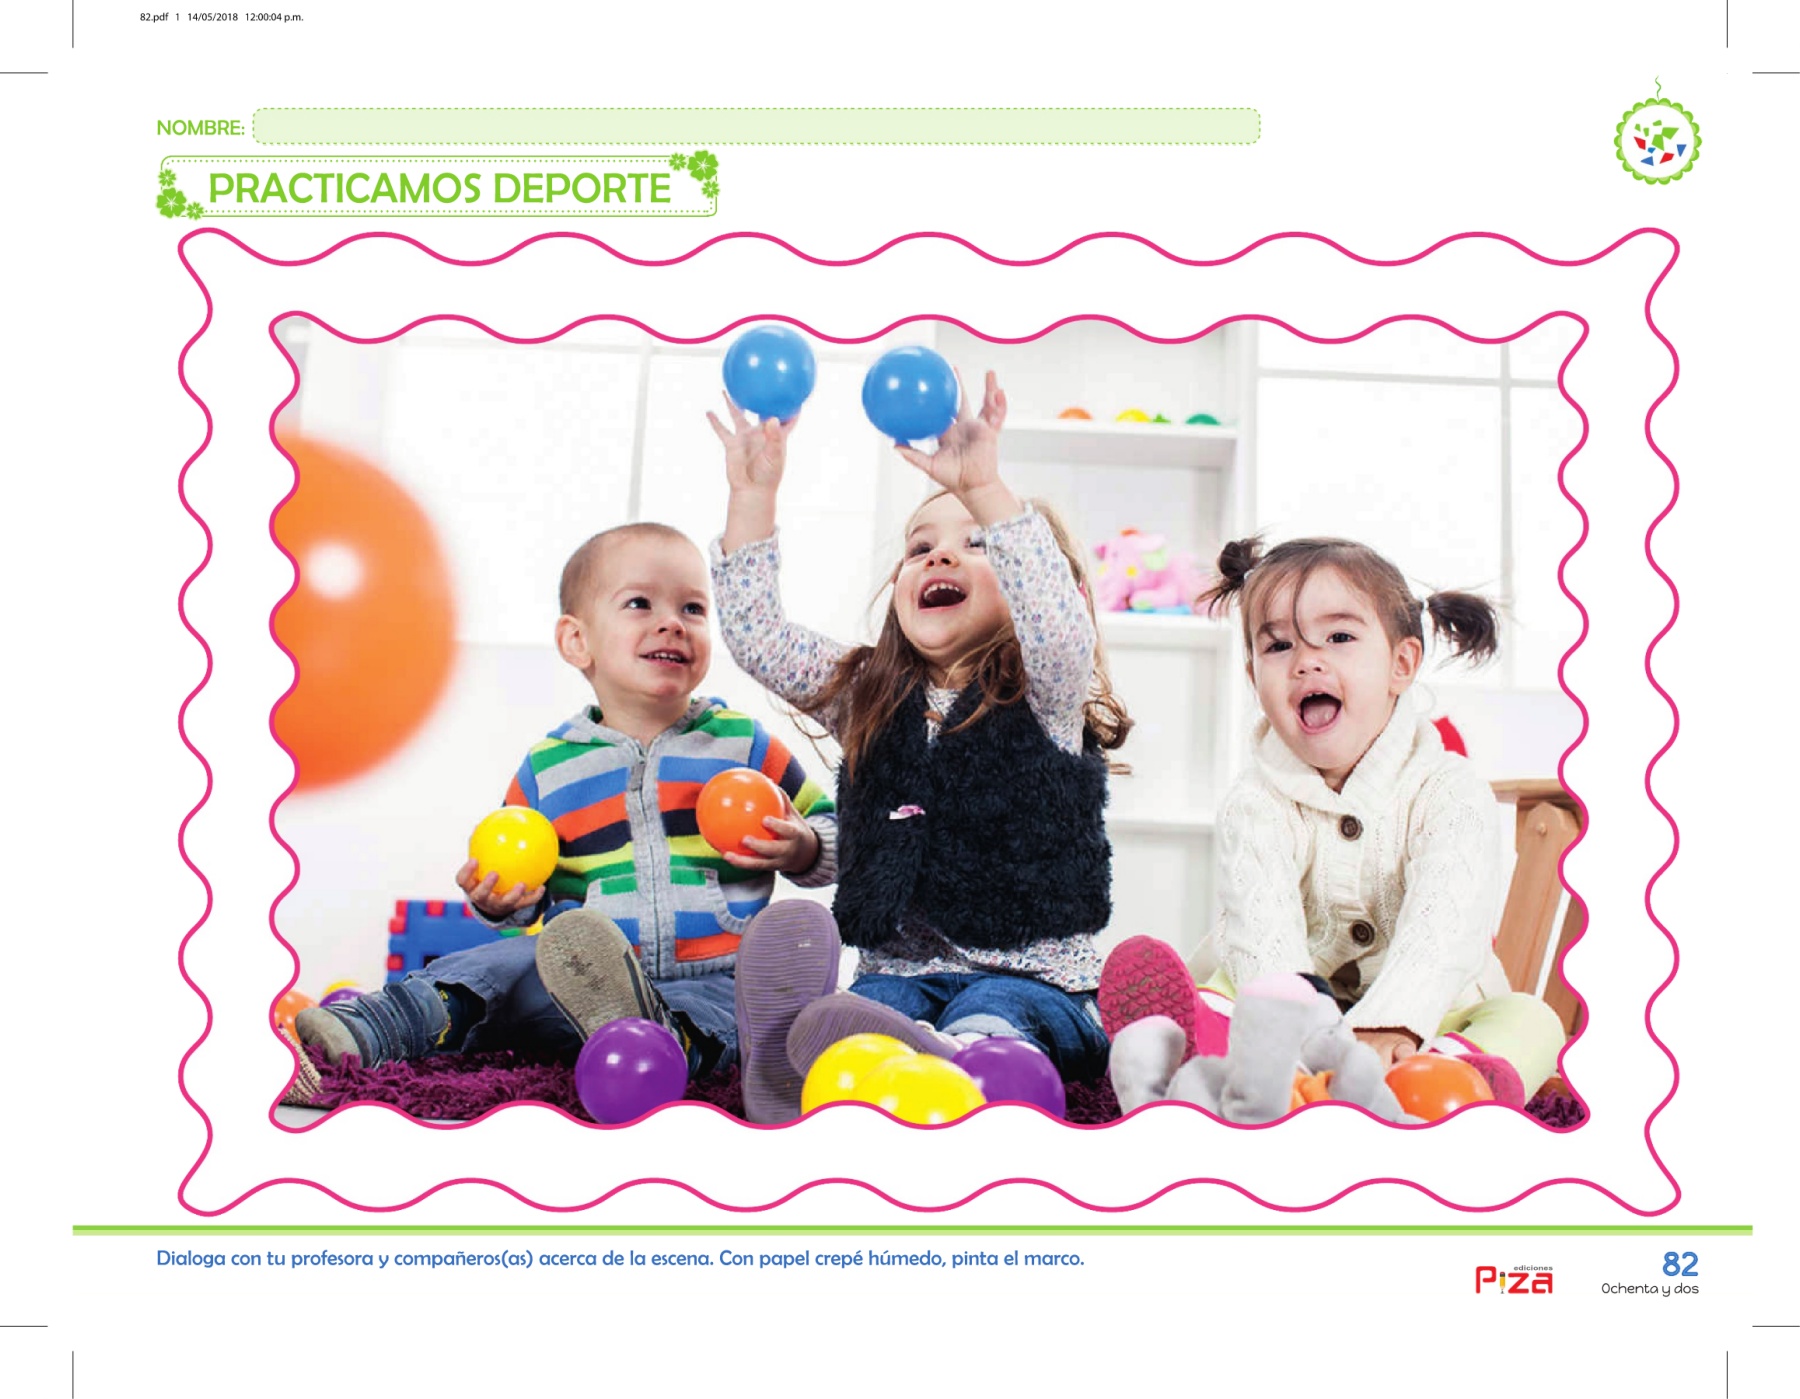 82.pdf 1 14/05/2018 12:00:04 p.m.
NOMBRE:
PRACTICAMOS DEPORTE
Dialoga con tu profesora y compañeros(as) acerca de la escena. Con papel crepé húmedo, pinta el marco.
ediciones
Piza
82
Ochenta y dos